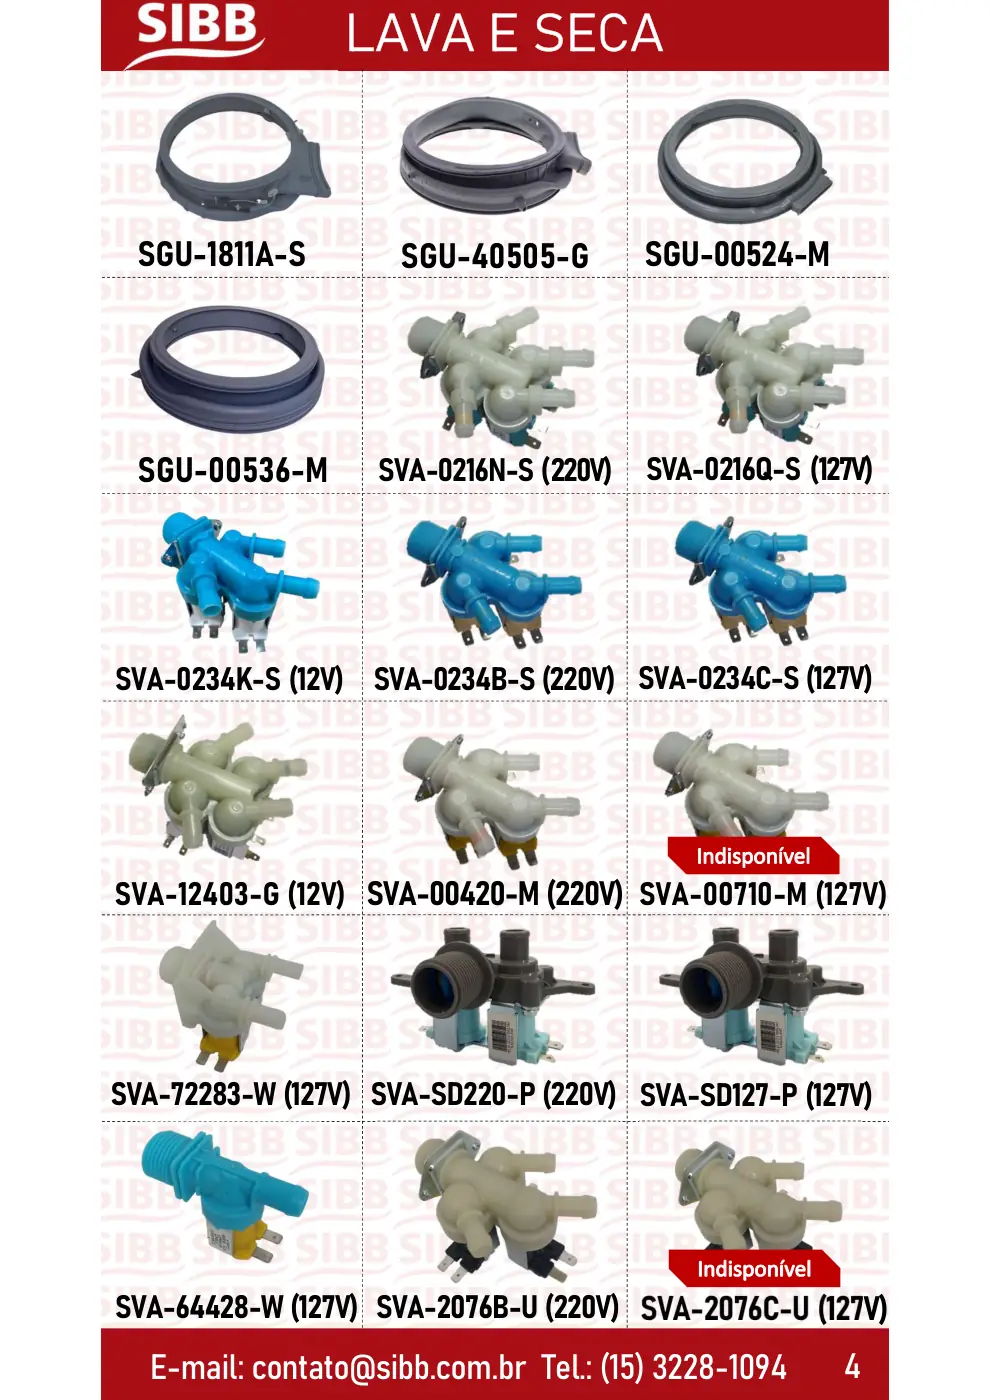 SIBB
LAVA E SECA
SGU-1811A-S
SGU-40505-G
SGU-00524-M
SGU-00536-M
SVA-0216N-S (220V)
SVA-0216Q-S (127V)
SVA-0234K-S (12V)
SVA-0234B-S (220V)
SVA-0234C-S (127V)
Indisponível
SVA-12403-G (12V)
SVA-00420-M (220V)
SVA-00710-M (127V)
SVA-72283-W (127V)
SVA-SD220-P (220V)
SVA-SD127-P (127V)
Indisponível
SVA-64428-W (127V)
SVA-2076B-U (220V)
SVA-2076C-U (127V)
E-mail: contato@sibb.com.br Tel.: (15) 3228-1094 4